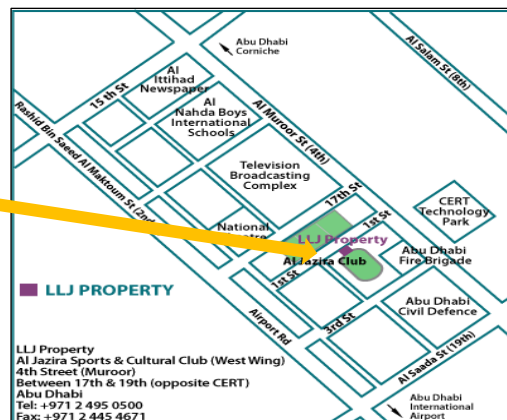 Abu Dhabi
Corniche
Al Salam St (8th)
Al
Ittihad
Newspaper
15 th St
Al
Nahda Boys
International
Schools
Al Muroor St (4th)
Rashid Bin Saeed Al Maktoum St (2nd)
Television
Broadcasting
Complex
17th St
CERT
Technology
Park
1st St
National
LLJ Property
Al Jazira Club
Abu Dhabi
Fire Brigade
1st St
LLJ PROPERTY
Abu Dhabi
Civil Defence
3rd St
Airport Rd
Al Saada St (19th)
LLJ Property
Al Jazira Sports & Cultural Club (West Wing)
4th Street (Muroor)
Between 17th & 19th (opposite CERT)
Abu Dhabi
Tel: +971 2 495 0500
Fax: +971 2 445 4671
Abu Dhabi
International
Airport